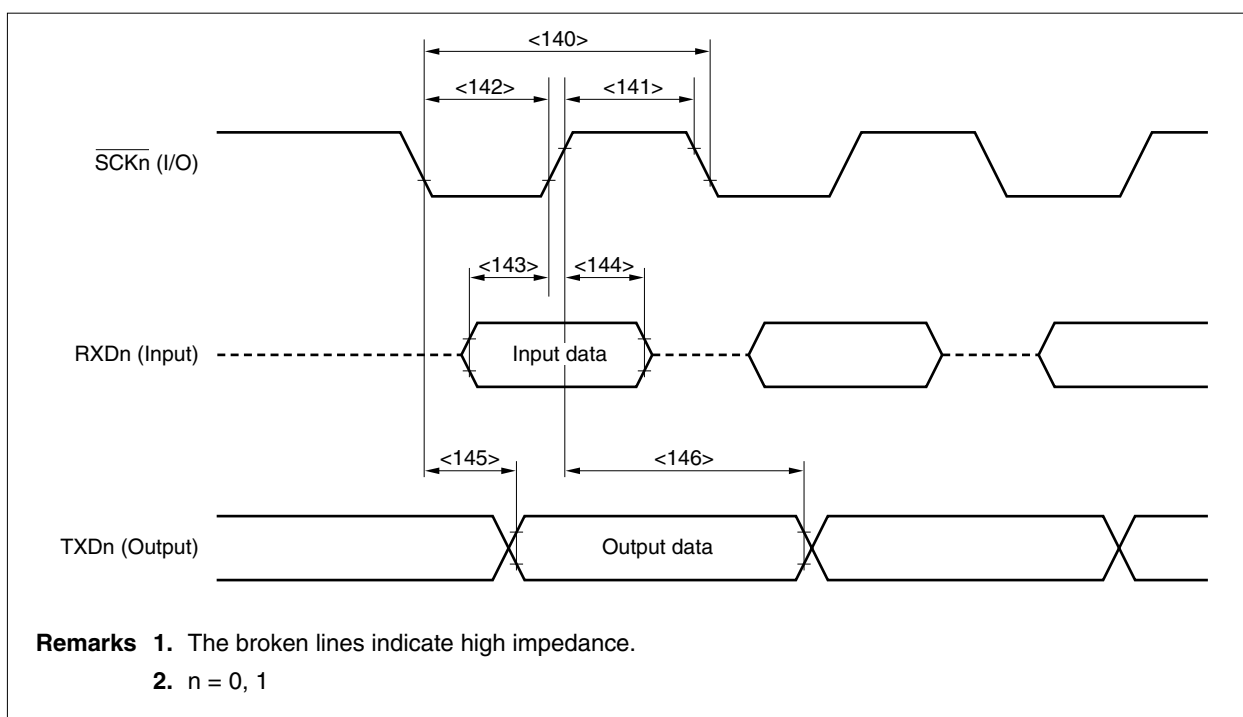 <140>
<142>
<141>
SCKn (I/O)
<143>
<144>
RXDn (Input)
Input data
<145>
<146>
TXDn (Output)
Output data
Remarks 1. The broken lines indicate high impedance.
2. n = 0, 1